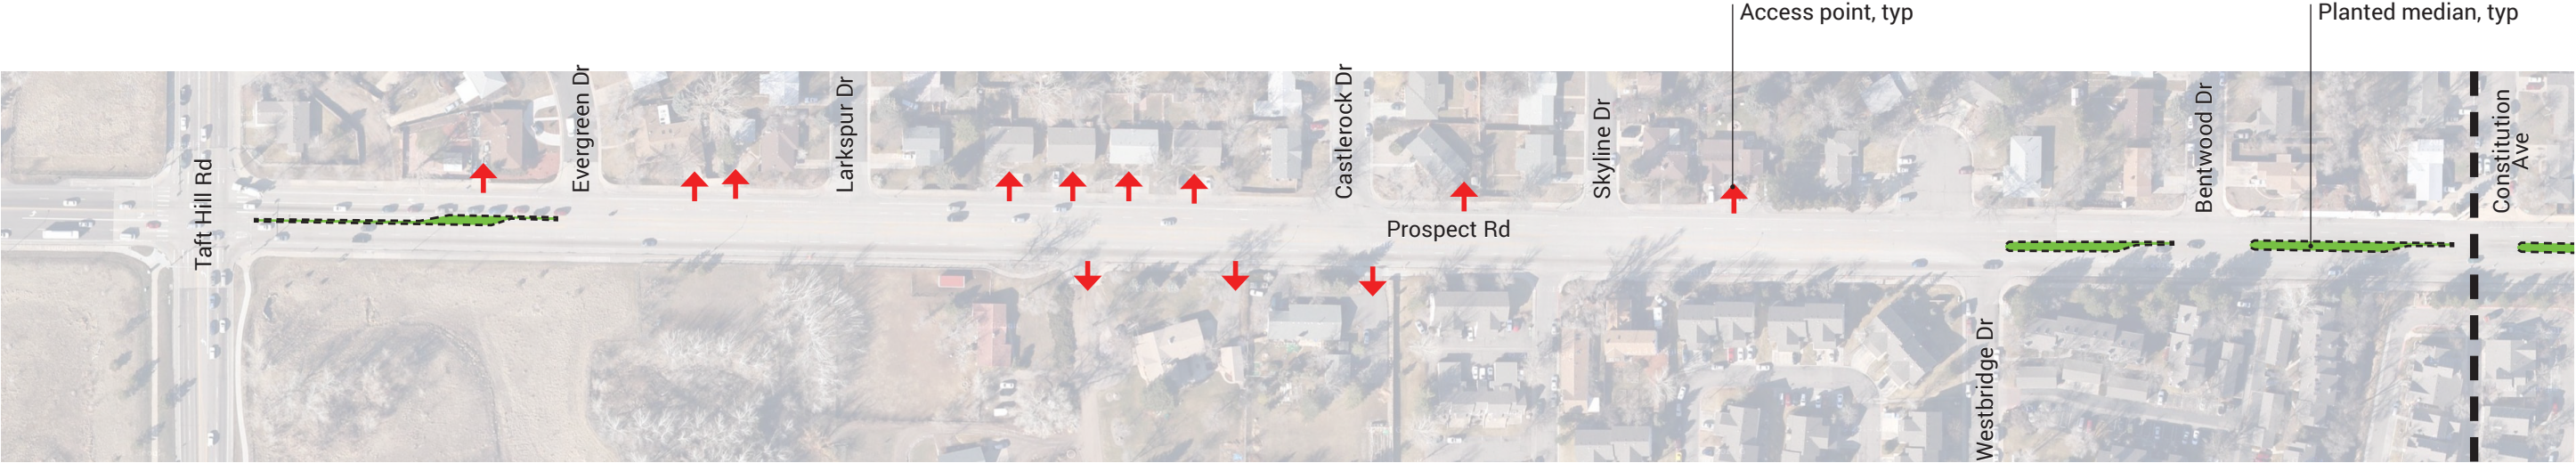 Access point, typ
Planted median, typ
Taft Hill Rd
Evergreen Dr
Larkspur Dr
Castlerock Dr
Prospect Rd
Skyline Dr
Westbridge Dr
Bentwood Dr
Constitution
Ave